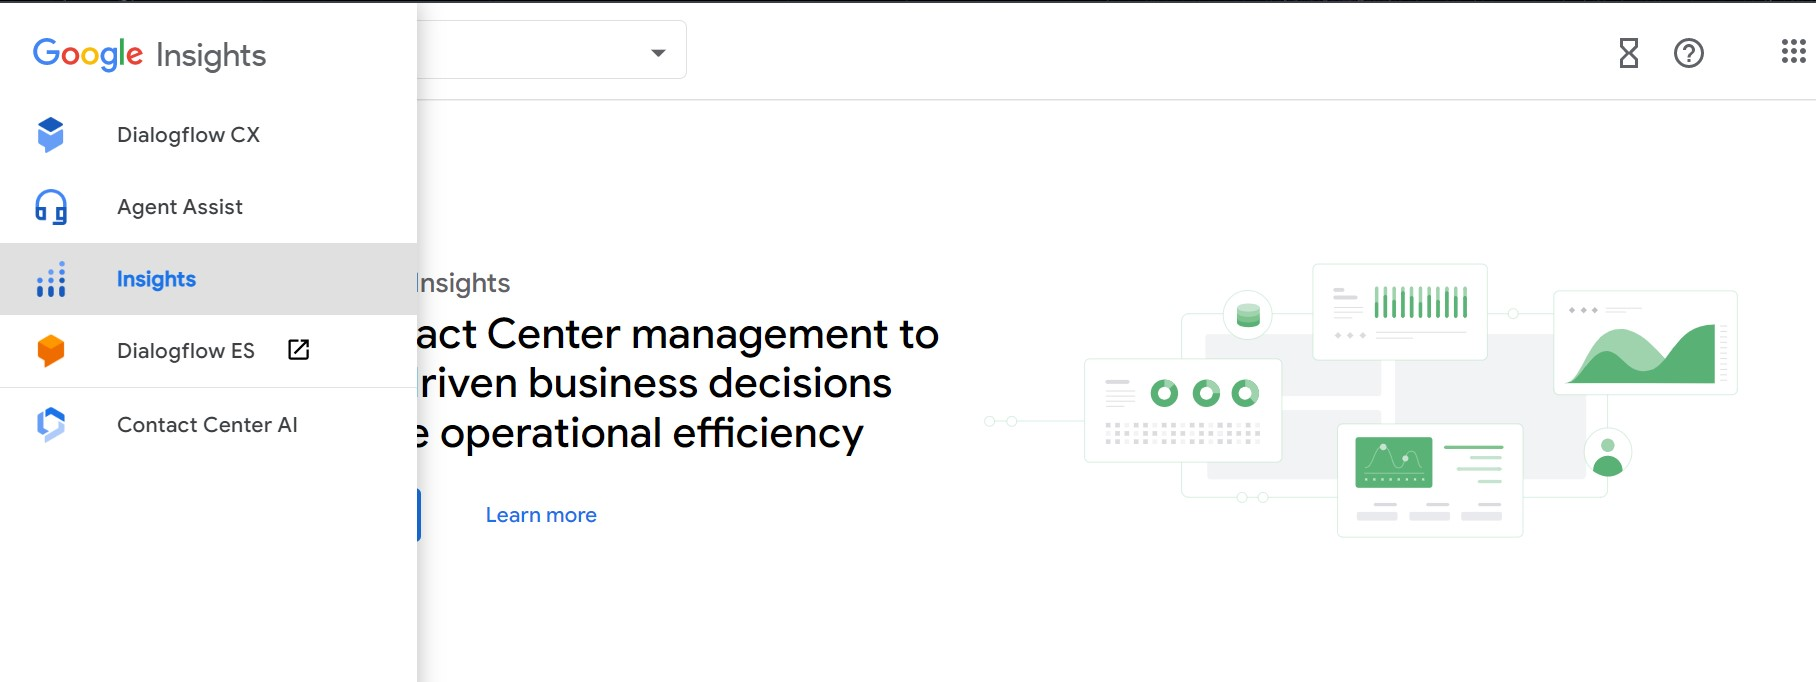 Google Insights
Dialogflow CX
Agent Assist
Insights
Dialogflow ES
Contact Center AI
Insights
act Center management to
riven business decisions
e operational efficiency
Learn more